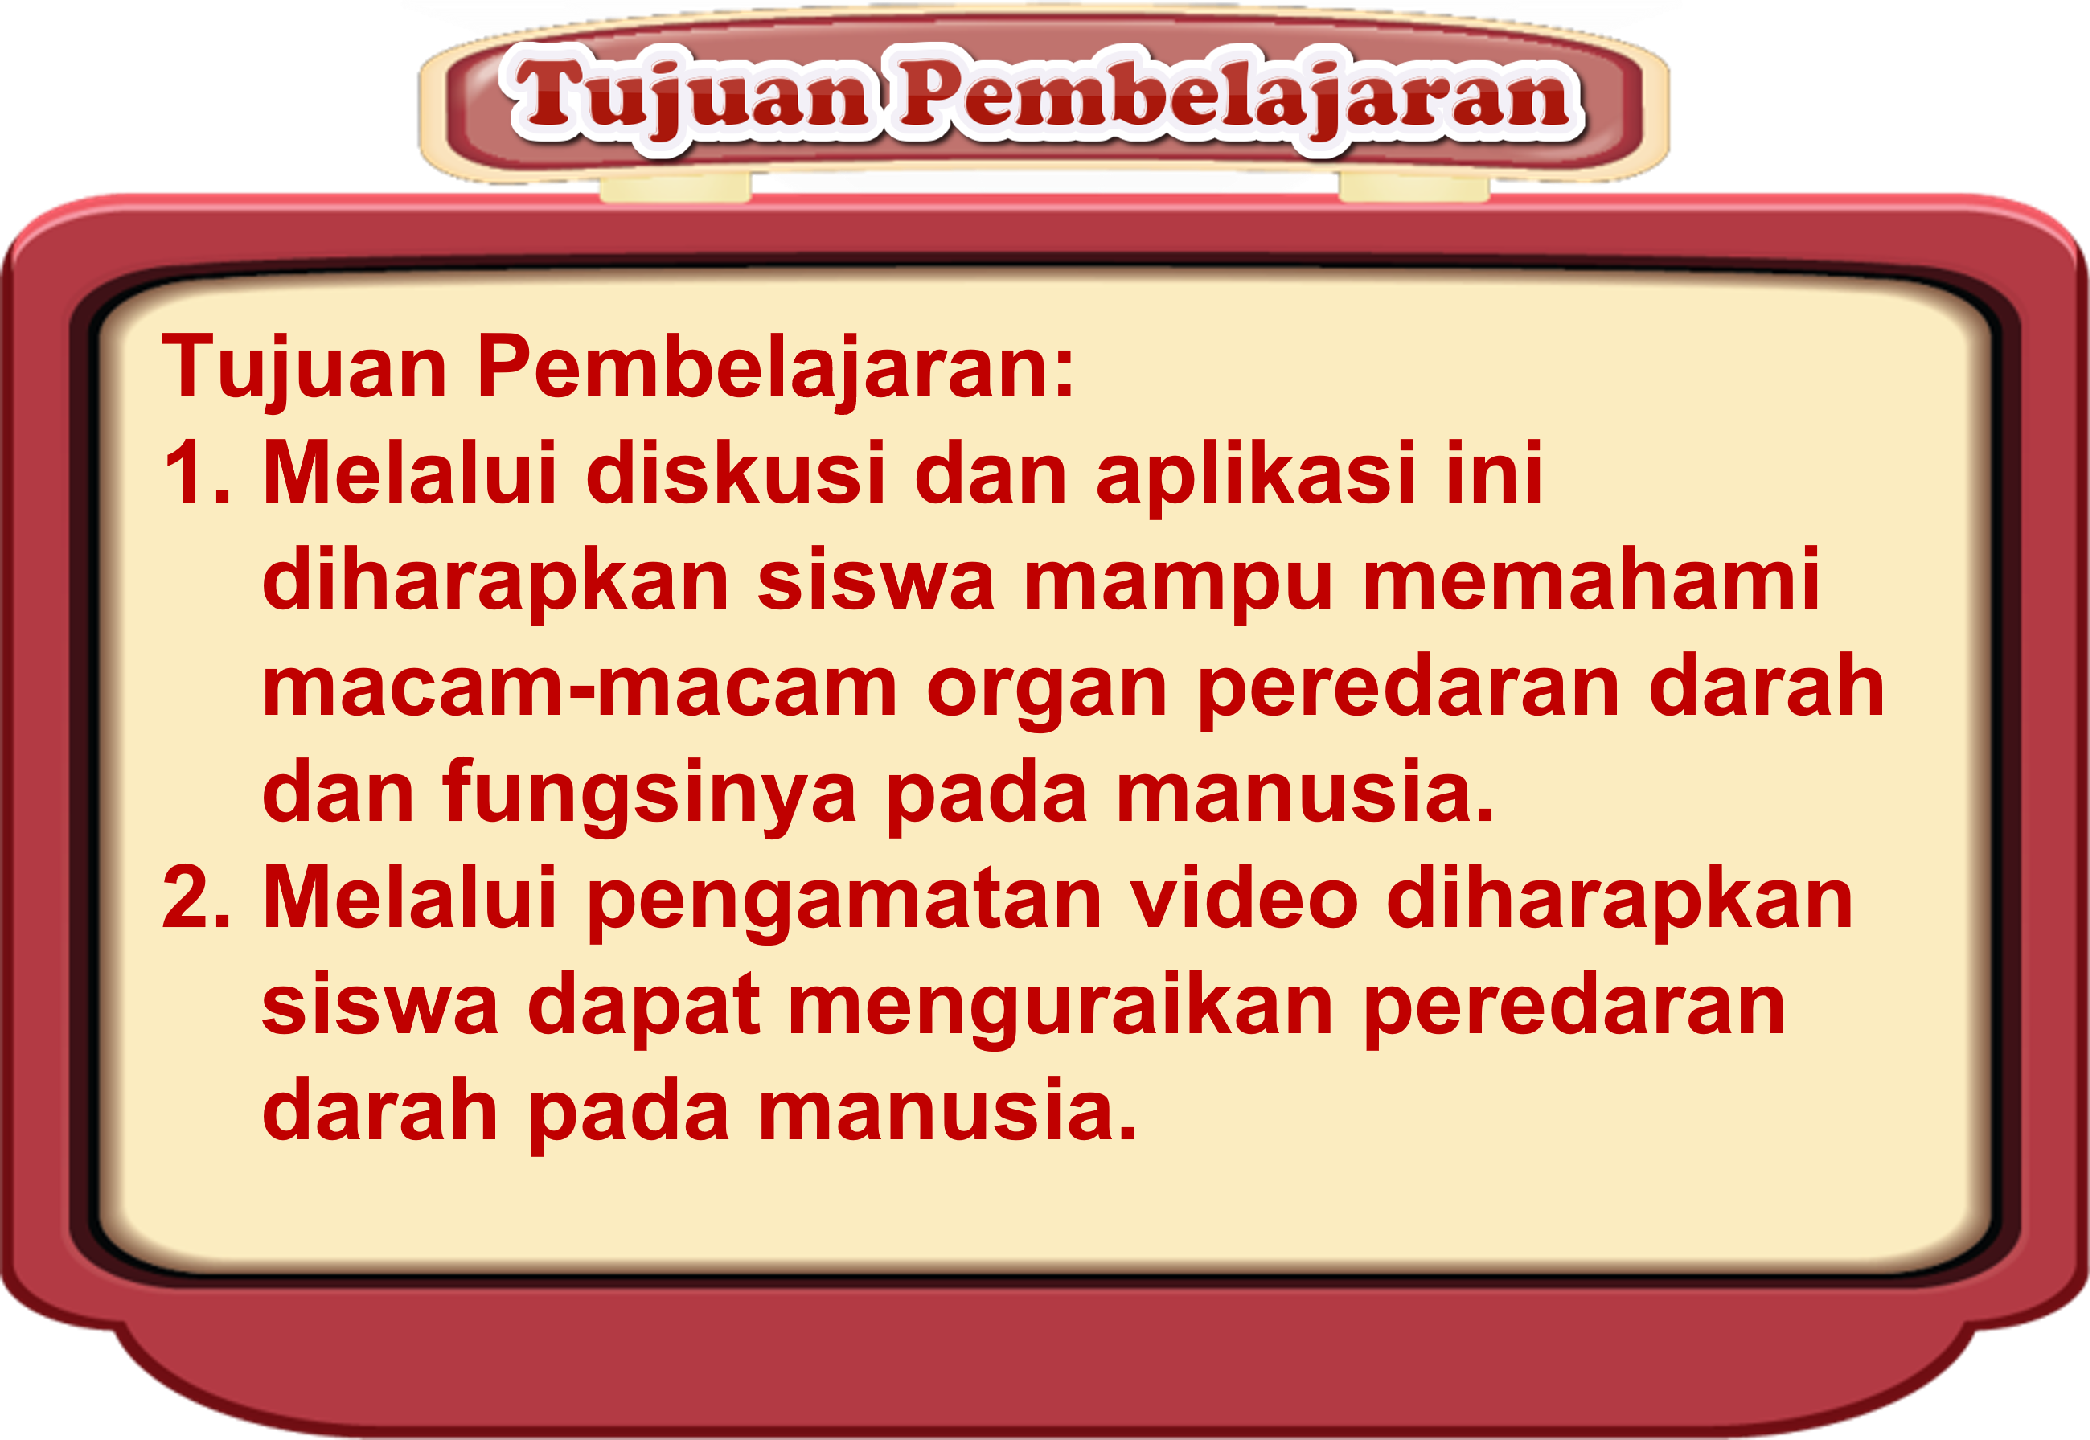 Tujuan Pembelajaran
Tujuan Pembelajaran:
1. Melalui diskusi dan aplikasi ini
diharapkan siswa mampu memahami
macam-macam organ peredaran darah
dan fungsinya pada manusia.
2. Melalui pengamatan video diharapkan
siswa dapat menguraikan peredaran
darah pada manusia.